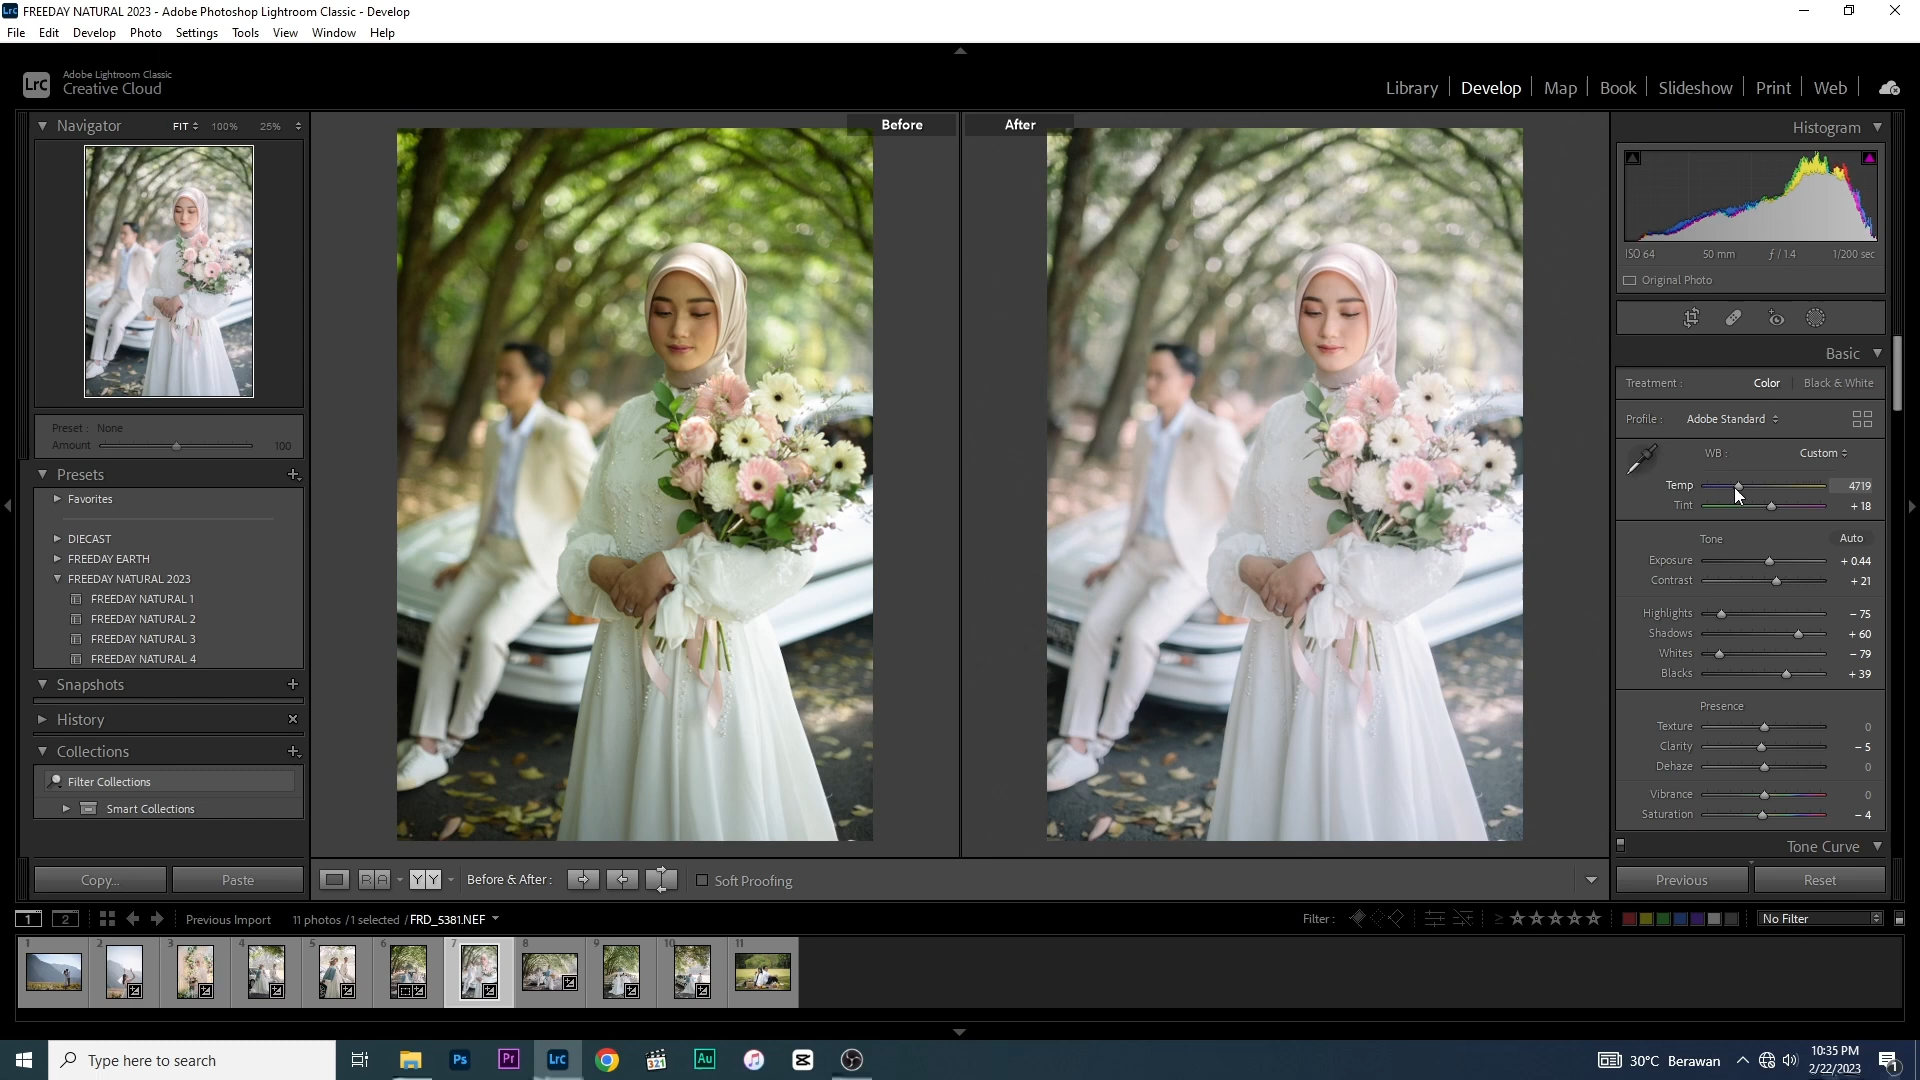 FREEDAY NATURAL 2023 - Adobe Photoshop Lightroom Classic - Develop
File Edit Develop Photo Settings Tools View Window Help
Lrc Adobe Lightroom Classic
Creative Cloud
Library | Develop | Map | Book | Slideshow | Print | Web
Navigator FIT 100% 25%
Before
After
Histogram
ISO 64 50 mm ƒ / 1.4 1/200 sec
Original Photo
Basic
Treatment : Color Black & White
Profile : Adobe Standard
WB : Custom
Temp 4719
Tint + 18
Tone Auto
Exposure + 0.44
Contrast + 21
Highlights − 75
Shadows + 60
Whites − 79
Blacks + 39
Presence
Texture 0
Clarity − 5
Dehaze 0
Vibrance 0
Saturation − 4
Tone Curve
Previous Reset
Preset : None
Amount 100
Presets
Favorites
DIECAST
FREEDAY EARTH
FREEDAY NATURAL 2023
FREEDAY NATURAL 1
FREEDAY NATURAL 2
FREEDAY NATURAL 3
FREEDAY NATURAL 4
Snapshots
History
Collections
Filter Collections
Smart Collections
Copy... Paste
R A Y Y Before & After : Soft Proofing
1 2 Previous Import 11 photos / 1 selected / FRD_5381.NEF Filter : No Filter
1 2 3 4 5 6 7 8 9 10 11
Type here to search Ps Pr Lrc 321 Au 30°C Berawan 10:35 PM
2/22/2023 1